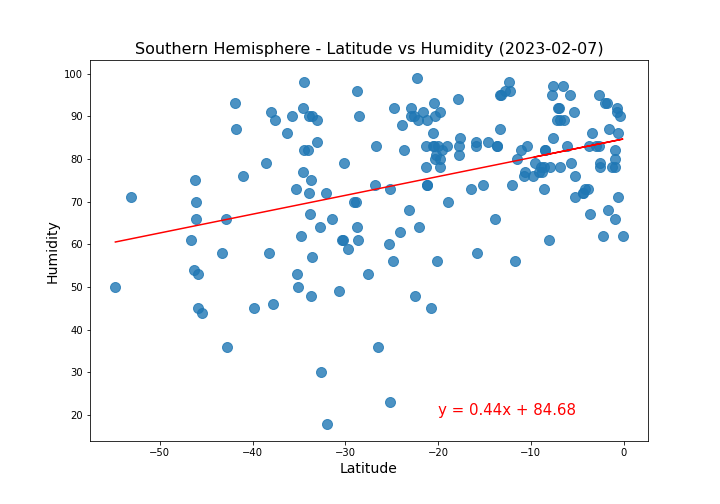 Southern Hemisphere - Latitude vs Humidity (2023-02-07)
100
90
80
70
60
50
40
30
20
Humidity
y = 0.44x + 84.68
−50 −40 −30 −20 −10 0
Latitude